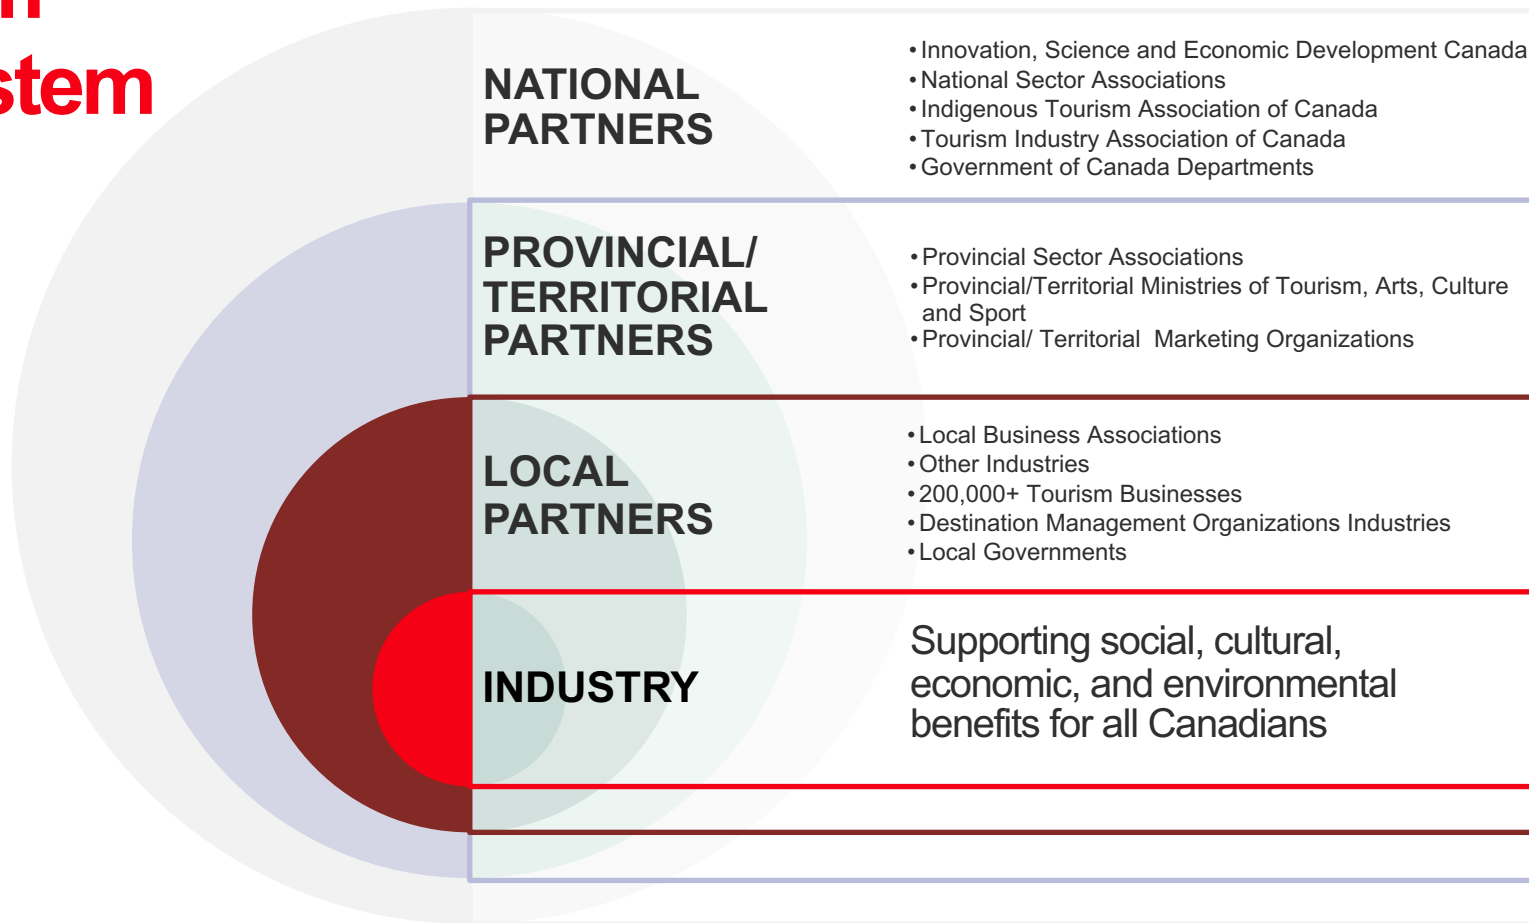 stem
NATIONAL
PARTNERS
• Innovation, Science and Economic Development Canada
• National Sector Associations
• Indigenous Tourism Association of Canada
• Tourism Industry Association of Canada
• Government of Canada Departments
PROVINCIAL/
TERRITORIAL
PARTNERS
• Provincial Sector Associations
• Provincial/Territorial Ministries of Tourism, Arts, Culture
and Sport
• Provincial/ Territorial  Marketing Organizations
LOCAL
PARTNERS
• Local Business Associations
• Other Industries
• 200,000+ Tourism Businesses
• Destination Management Organizations Industries
• Local Governments
INDUSTRY
Supporting social, cultural,
economic, and environmental
benefits for all Canadians